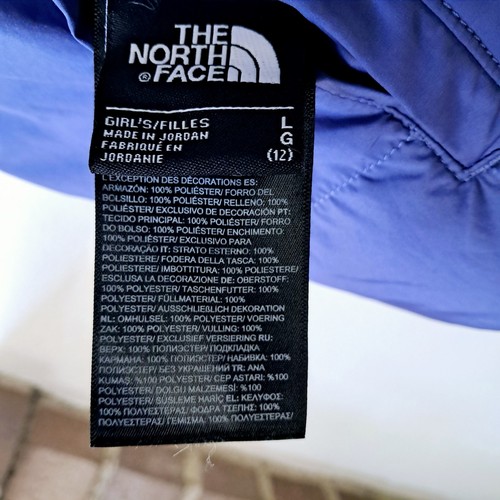 THE
NORTH
FACE
®
GIRL'S/FILLES
MADE IN JORDAN
FABRIQUÉ EN
JORDANIE
L
G
(12)
L'EXCEPTION DES DÉCORATIONS ES:
ARMAZÓN: 100% POLIÉSTER/ FORRO DEL
BOLSILLO: 100% POLIÉSTER/ RELLENO: 100%
POLIÉSTER/ EXCLUSIVO DE DECORACIÓN PT:
TECIDO PRINCIPAL: 100% POLIÉSTER/ FORRO
DO BOLSO: 100% POLIÉSTER/ ENCHIMENTO:
100% POLIÉSTER/ EXCLUSIVO PARA
DECORAÇÃO IT: STRATO ESTERNO: 100%
POLIESTERE/ FODERA DELLA TASCA: 100%
POLIESTERE/ IMBOTTITURA: 100% POLIESTERE/
ESCLUSA LA DECORAZIONE DE: OBERSTOFF:
100% POLYESTER/ TASCHENFUTTER: 100%
POLYESTER/ FÜLLMATERIAL: 100%
POLYESTER/ AUSSCHLIEßLICH DEKORATION
NL: OMHULSEL: 100% POLYESTER/ VOERING
ZAK: 100% POLYESTER/ VULLING: 100%
POLYESTER/ EXCLUSIEF VERSIERING RU:
ВЕРХ: 100% ПОЛИЭСТЕР/ ПОДКЛАДКА
КАРМАНА: 100% ПОЛИЭСТЕР/ НАБИВКА: 100%
ПОЛИЭСТЕР/ БЕЗ УКРАШЕНИЙ TR: ANA
KUMAŞ: %100 POLYESTER/ CEP ASTARI: %100
POLYESTER/ DOLGU MALZEMESİ: %100
POLYESTER/ SÜSLEME HARİÇ EL: ΚΕΛΥΦΟΣ:
100% ΠΟΛΥΕΣΤΕΡΑΣ/ ΦΟΔΡΑ ΤΣΕΠΗΣ: 100%
ΠΟΛΥΕΣΤΕΡΑΣ/ ΓΕΜΙΣΜΑ: 100% ΠΟΛΥΕΣΤΕΡΑΣ/